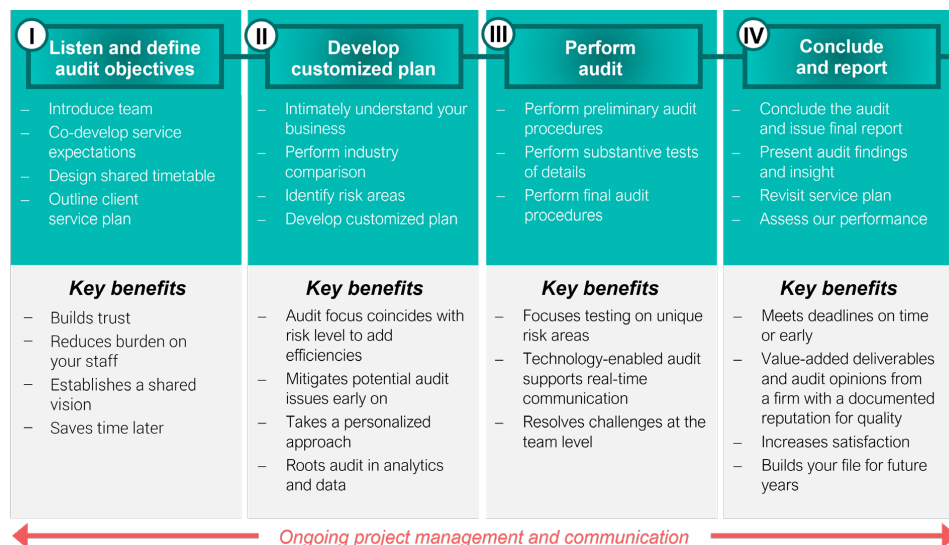 I
Listen and define
audit objectives
– Introduce team
– Co-develop service
expectations
– Design shared timetable
– Outline client
service plan
Key benefits
– Builds trust
– Reduces burden on
your staff
– Establishes a shared
vision
– Saves time later
II
Develop
customized plan
– Intimately understand your
business
– Perform industry
comparison
– Identify risk areas
– Develop customized plan
Key benefits
– Audit focus coincides with
risk level to add
efficiencies
– Mitigates potential audit
issues early on
– Takes a personalized
approach
– Roots audit in analytics
and data
III
Perform
audit
– Perform preliminary audit
procedures
– Perform substantive tests
of details
– Perform final audit
procedures
Key benefits
– Focuses testing on unique
risk areas
– Technology-enabled audit
supports real-time
communication
– Resolves challenges at the
team level
IV
Conclude
and report
– Conclude the audit
and issue final report
– Present audit findings
and insight
– Revisit service plan
– Assess our performance
Key benefits
– Meets deadlines on time
or early
– Value-added deliverables
and audit opinions from
a firm with a documented
reputation for quality
– Increases satisfaction
– Builds your file for future
years
Ongoing project management and communication